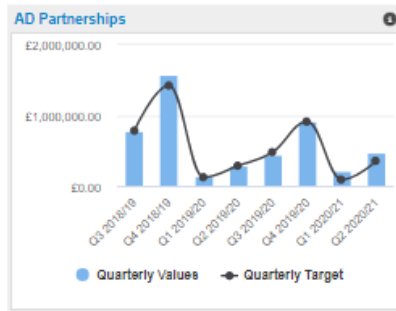 AD Partnerships
£2,000,000.00
£1,000,000.00
£0.00
Q3 2018/19
Q4 2018/19
Q1 2019/20
Q2 2019/20
Q3 2019/20
Q4 2019/20
Q1 2020/21
Q2 2020/21
Quarterly Values
Quarterly Target